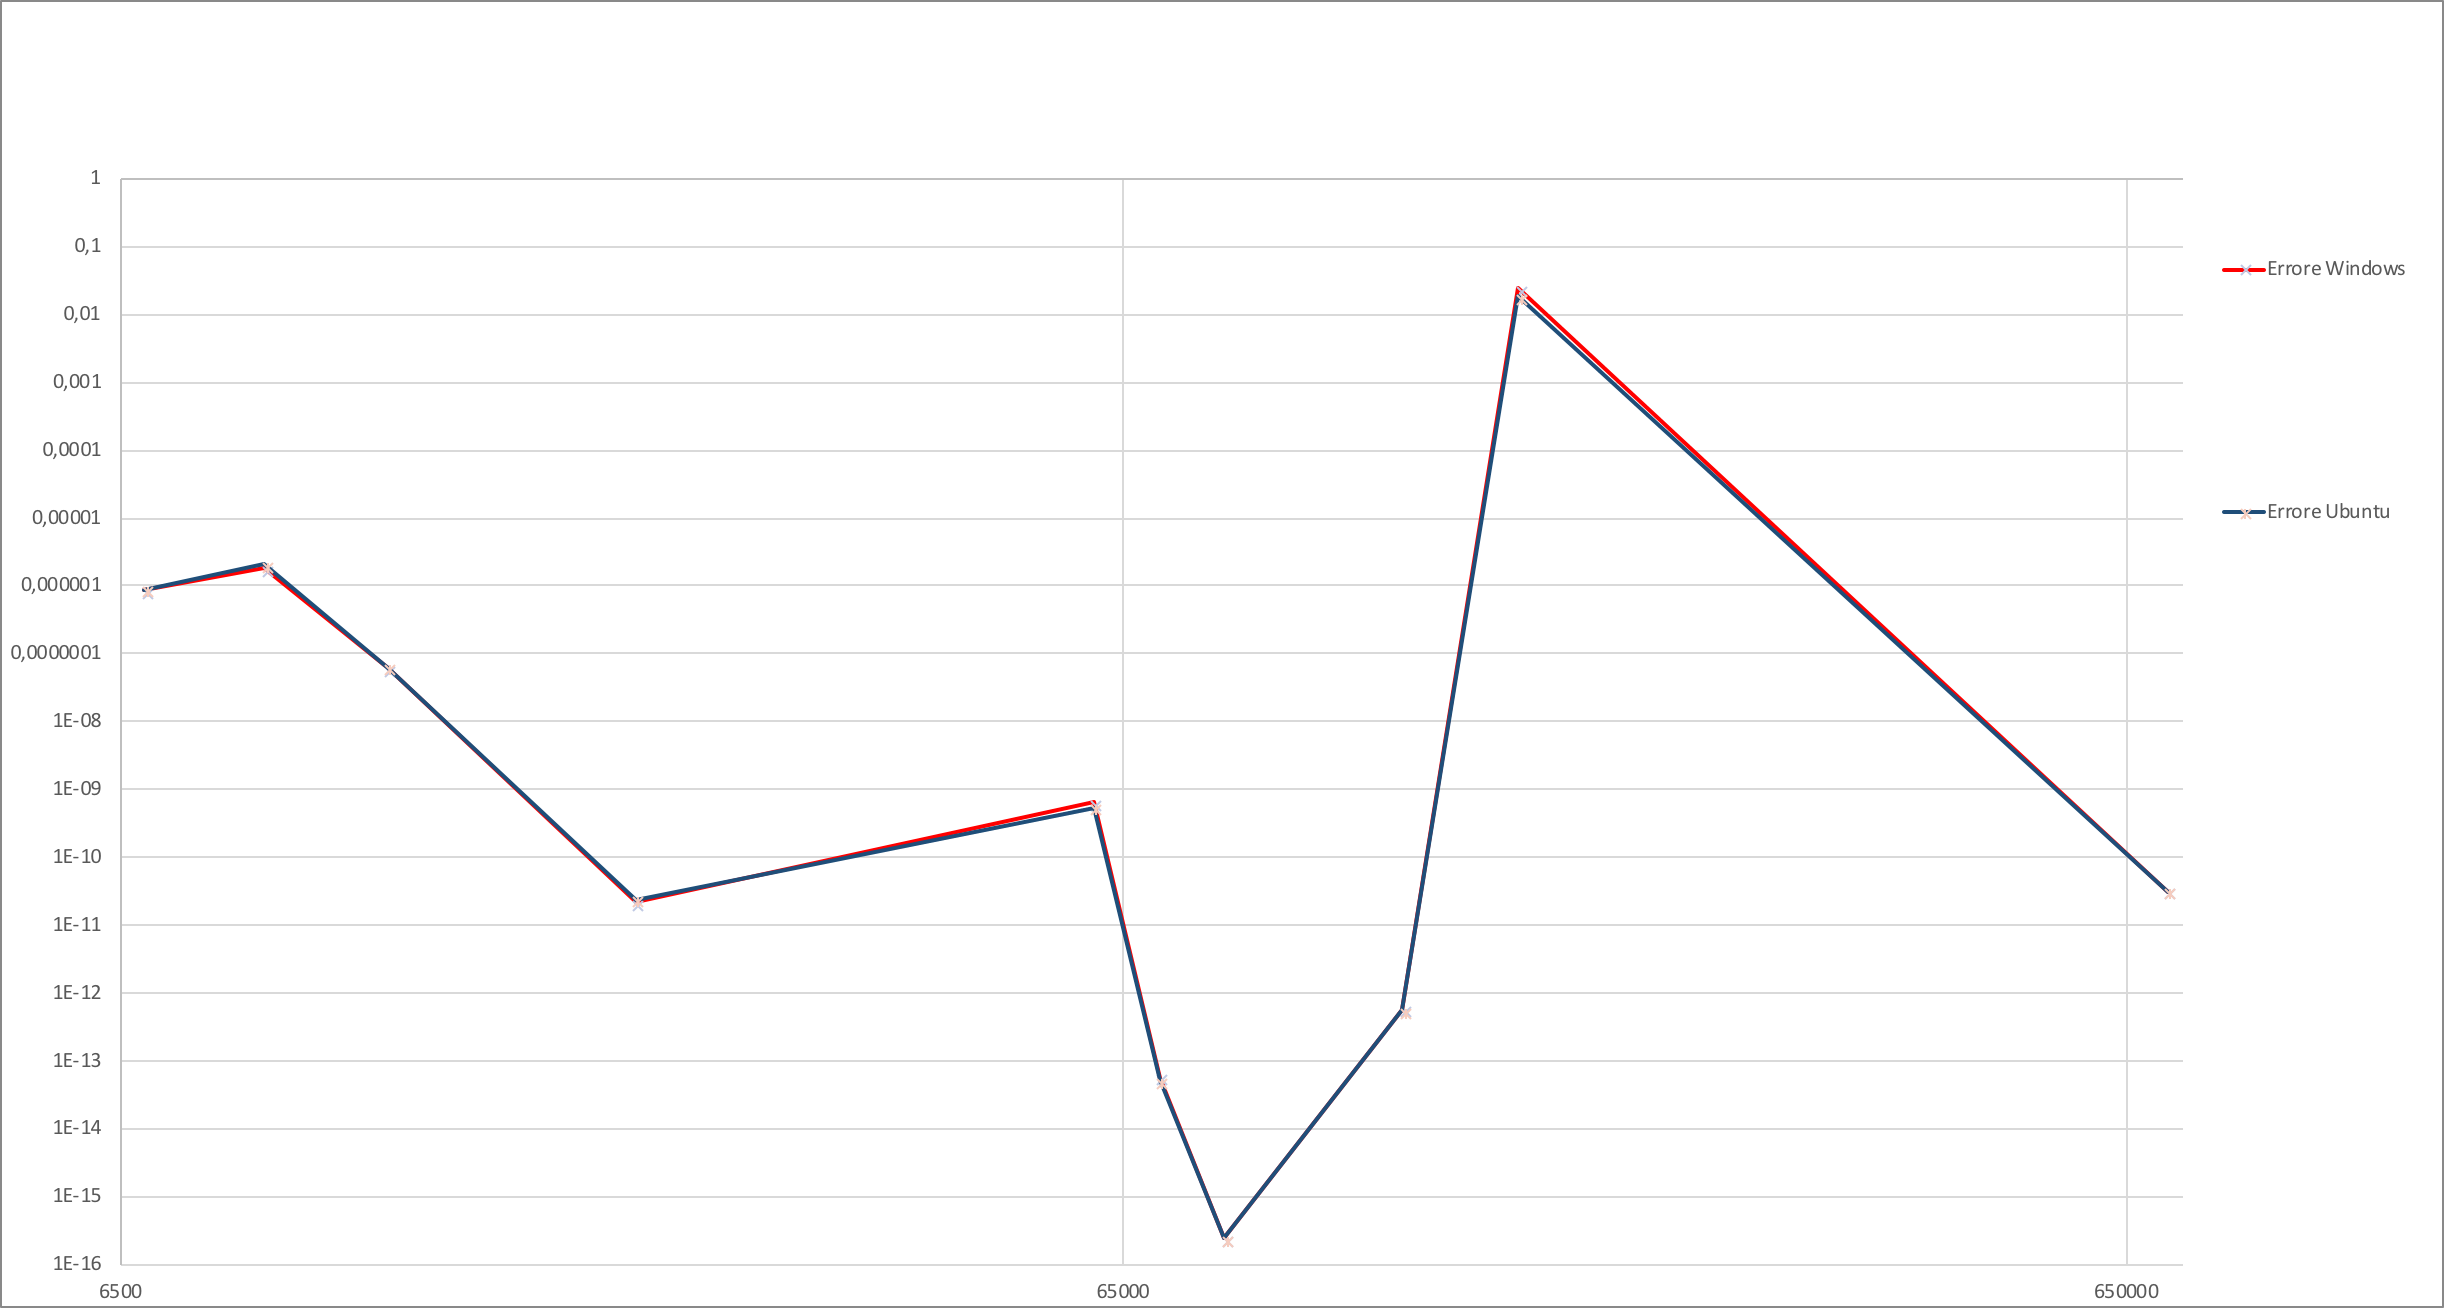 1
0,1
0,01
0,001
0,0001
0,00001
0,000001
0,0000001
1E-08
1E-09
1E-10
1E-11
1E-12
1E-13
1E-14
1E-15
1E-16
6500
65000
650000
Errore Windows
Errore Ubuntu